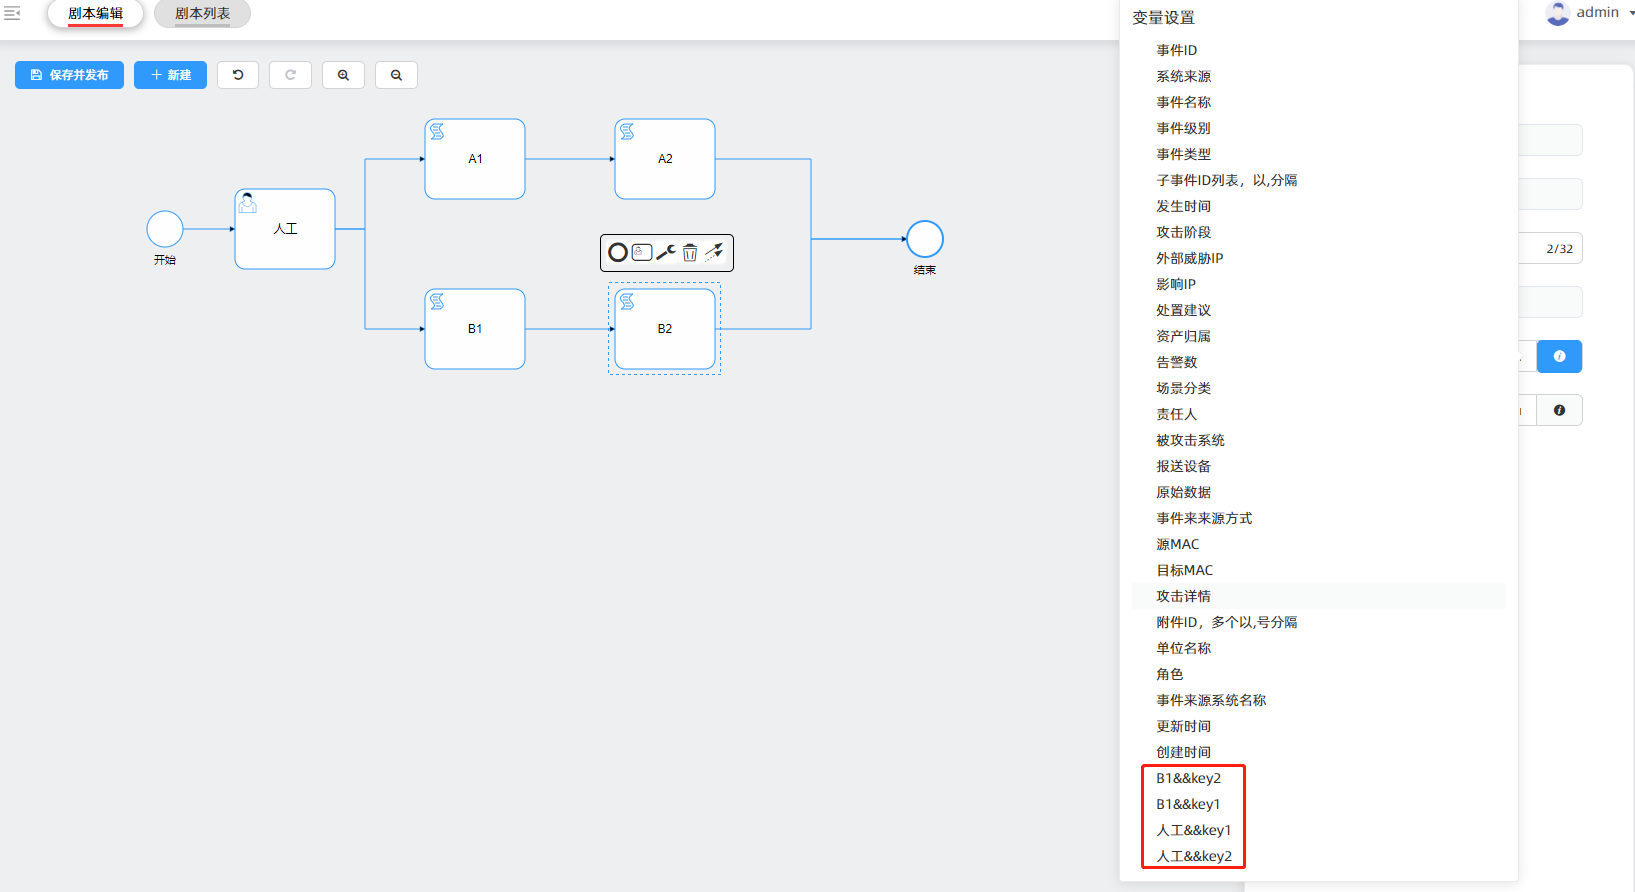 剧本编辑
剧本列表
admin
保存并发布
新建
开始
人工
A1
A2
B1
B2
结束
变量设置
事件ID
系统来源
事件名称
事件级别
事件类型
子事件ID列表，以,分隔
发生时间
攻击阶段
外部威胁IP
影响IP
处置建议
资产归属
告警数
场景分类
责任人
被攻击系统
报送设备
原始数据
事件来来源方式
源MAC
目标MAC
攻击详情
附件ID，多个以,号分隔
单位名称
角色
事件来源系统名称
更新时间
创建时间
B1&&key2
B1&&key1
人工&&key1
人工&&key2
2/32